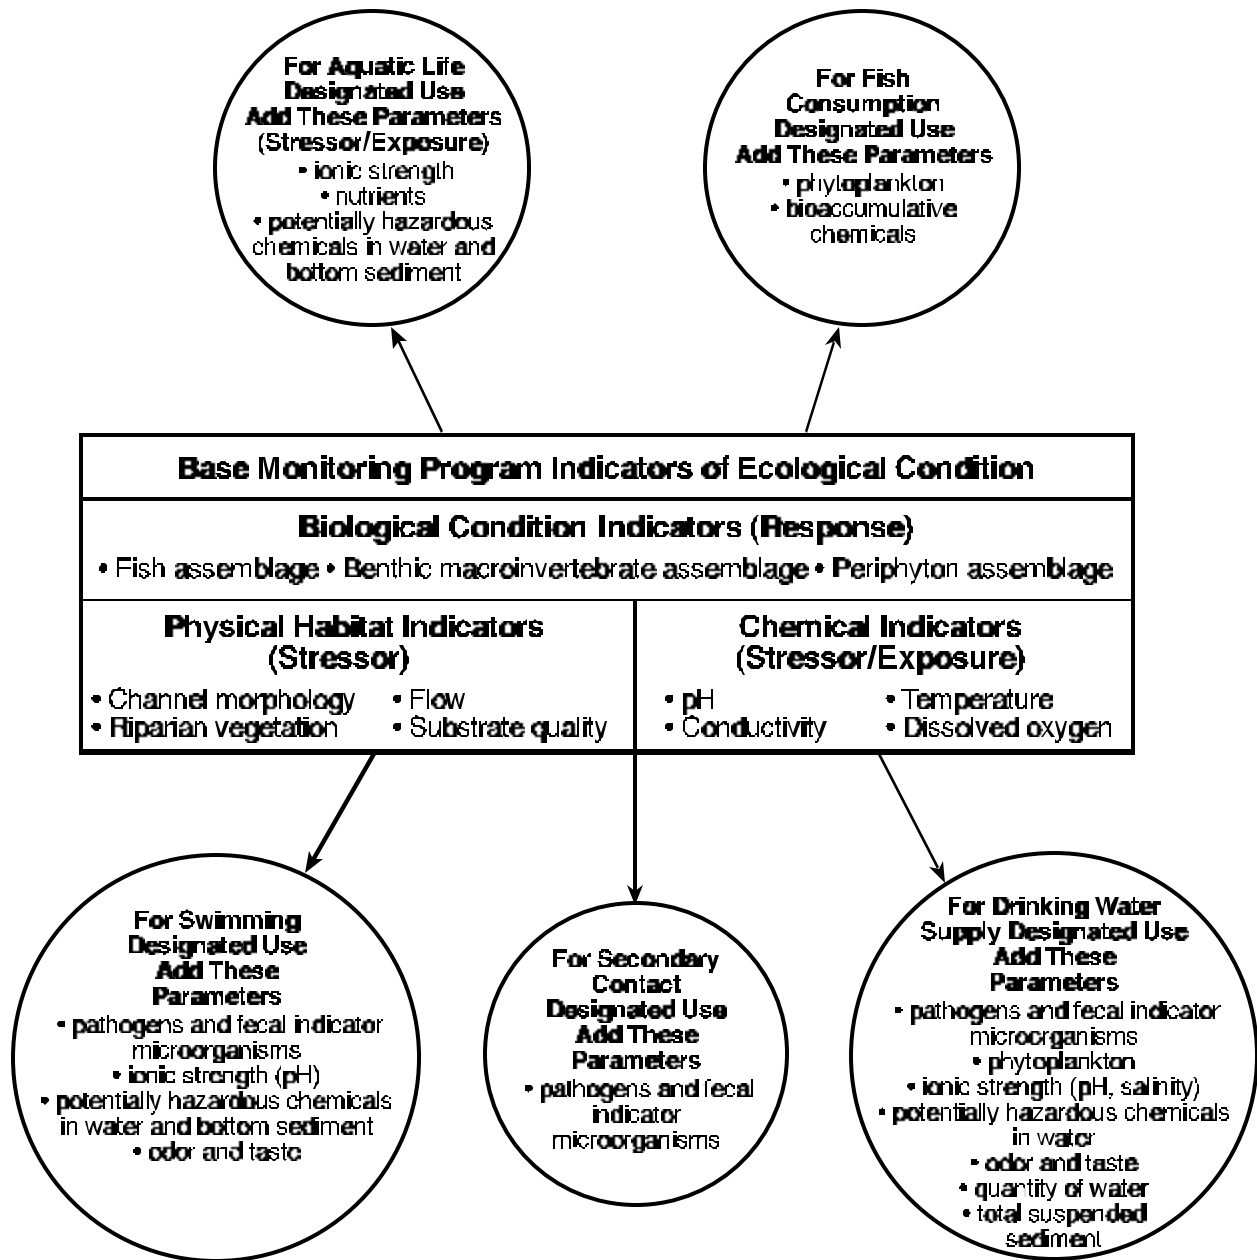 For Aquatic Life
Designated Use
Add These Parameters
(Stressor/Exposure)
• ionic strength
• nutrients
• potentially hazardous
chemicals in water and
bottom sediment
For Fish
Consumption
Designated Use
Add These Parameters
• phytoplankton
• bioaccumulative
chemicals
Base Monitoring Program Indicators of Ecological Condition
Biological Condition Indicators (Response)
• Fish assemblage • Benthic macroinvertebrate assemblage • Periphyton assemblage
Physical Habitat Indicators
(Stressor)
• Channel morphology • Flow
• Riparian vegetation • Substrate quality
Chemical Indicators
(Stressor/Exposure)
• pH • Temperature
• Conductivity • Dissolved oxygen
For Swimming
Designated Use
Add These
Parameters
• pathogens and fecal indicator
microorganisms
• ionic strength (pH)
• potentially hazardous chemicals
in water and bottom sediment
• odor and taste
For Secondary
Contact
Designated Use
Add These
Parameters
• pathogens and fecal
indicator
microorganisms
For Drinking Water
Supply Designated Use
Add These
Parameters
• pathogens and fecal indicator
microorganisms
• phytoplankton
• ionic strength (pH, salinity)
• potentially hazardous chemicals
in water
• odor and taste
• quantity of water
• total suspended
sediment